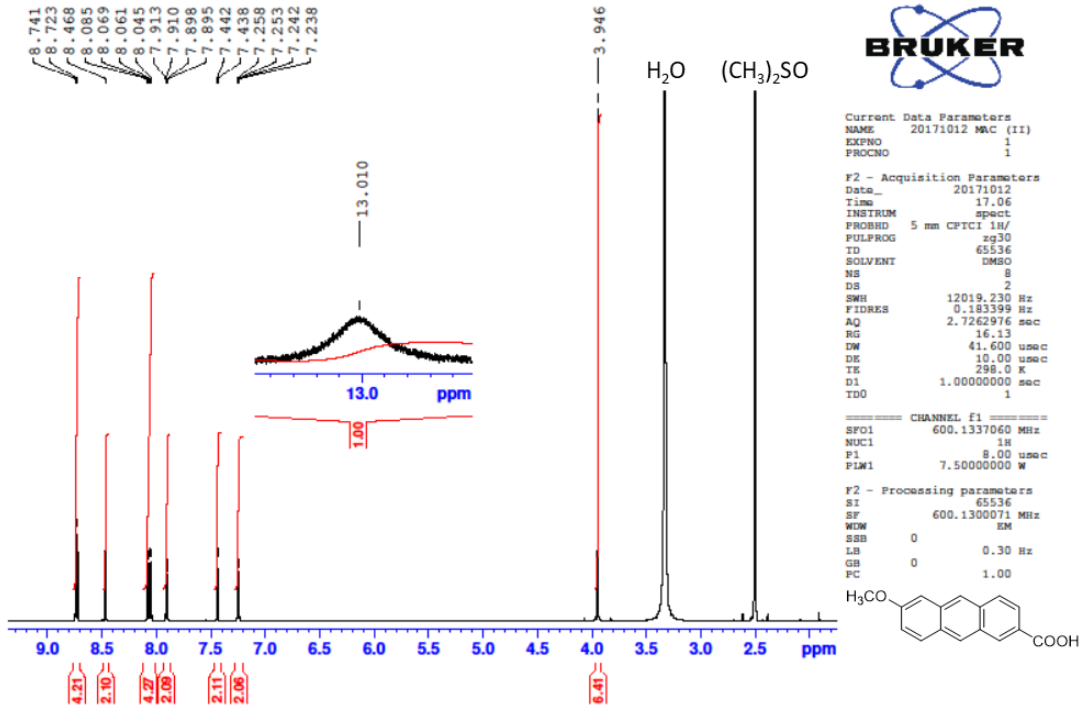 8.741
8.723
8.468
8.085
8.069
8.061
8.045
7.913
7.910
7.898
7.895
7.442
7.438
7.258
7.253
7.242
7.238
3.946
H₂O
(CH₃)₂SO
13.010
13.0 ppm
1.00
9.0 8.5 8.0 7.5 7.0 6.5 6.0 5.5 5.0 4.5 4.0 3.5 3.0 2.5 ppm
4.21
2.10
4.27
2.09
2.11
2.06
6.41
BRUKER
Current Data Parameters
NAME 20171012 MAC (II)
EXPNO 1
PROCNO 1
F2 - Acquisition Parameters
Date_ 20171012
Time 17.06
INSTRUM spect
PROBHD 5 mm CPTCI 1H/
PULPROG zg30
TD 65536
SOLVENT DMSO
NS 8
DS 2
SWH 12019.230 Hz
FIDRES 0.183399 Hz
AQ 2.7262976 sec
RG 16.13
DW 41.600 usec
DE 10.00 usec
TE 298.0 K
D1 1.00000000 sec
TD0 1
======== CHANNEL f1 ========
SFO1 600.1337060 MHz
NUC1 1H
P1 8.00 usec
PLW1 7.50000000 W
F2 - Processing parameters
SI 65536
SF 600.1300071 MHz
WDW EM
SSB 0
LB 0.30 Hz
GB 0
PC 1.00
H₃CO
COOH